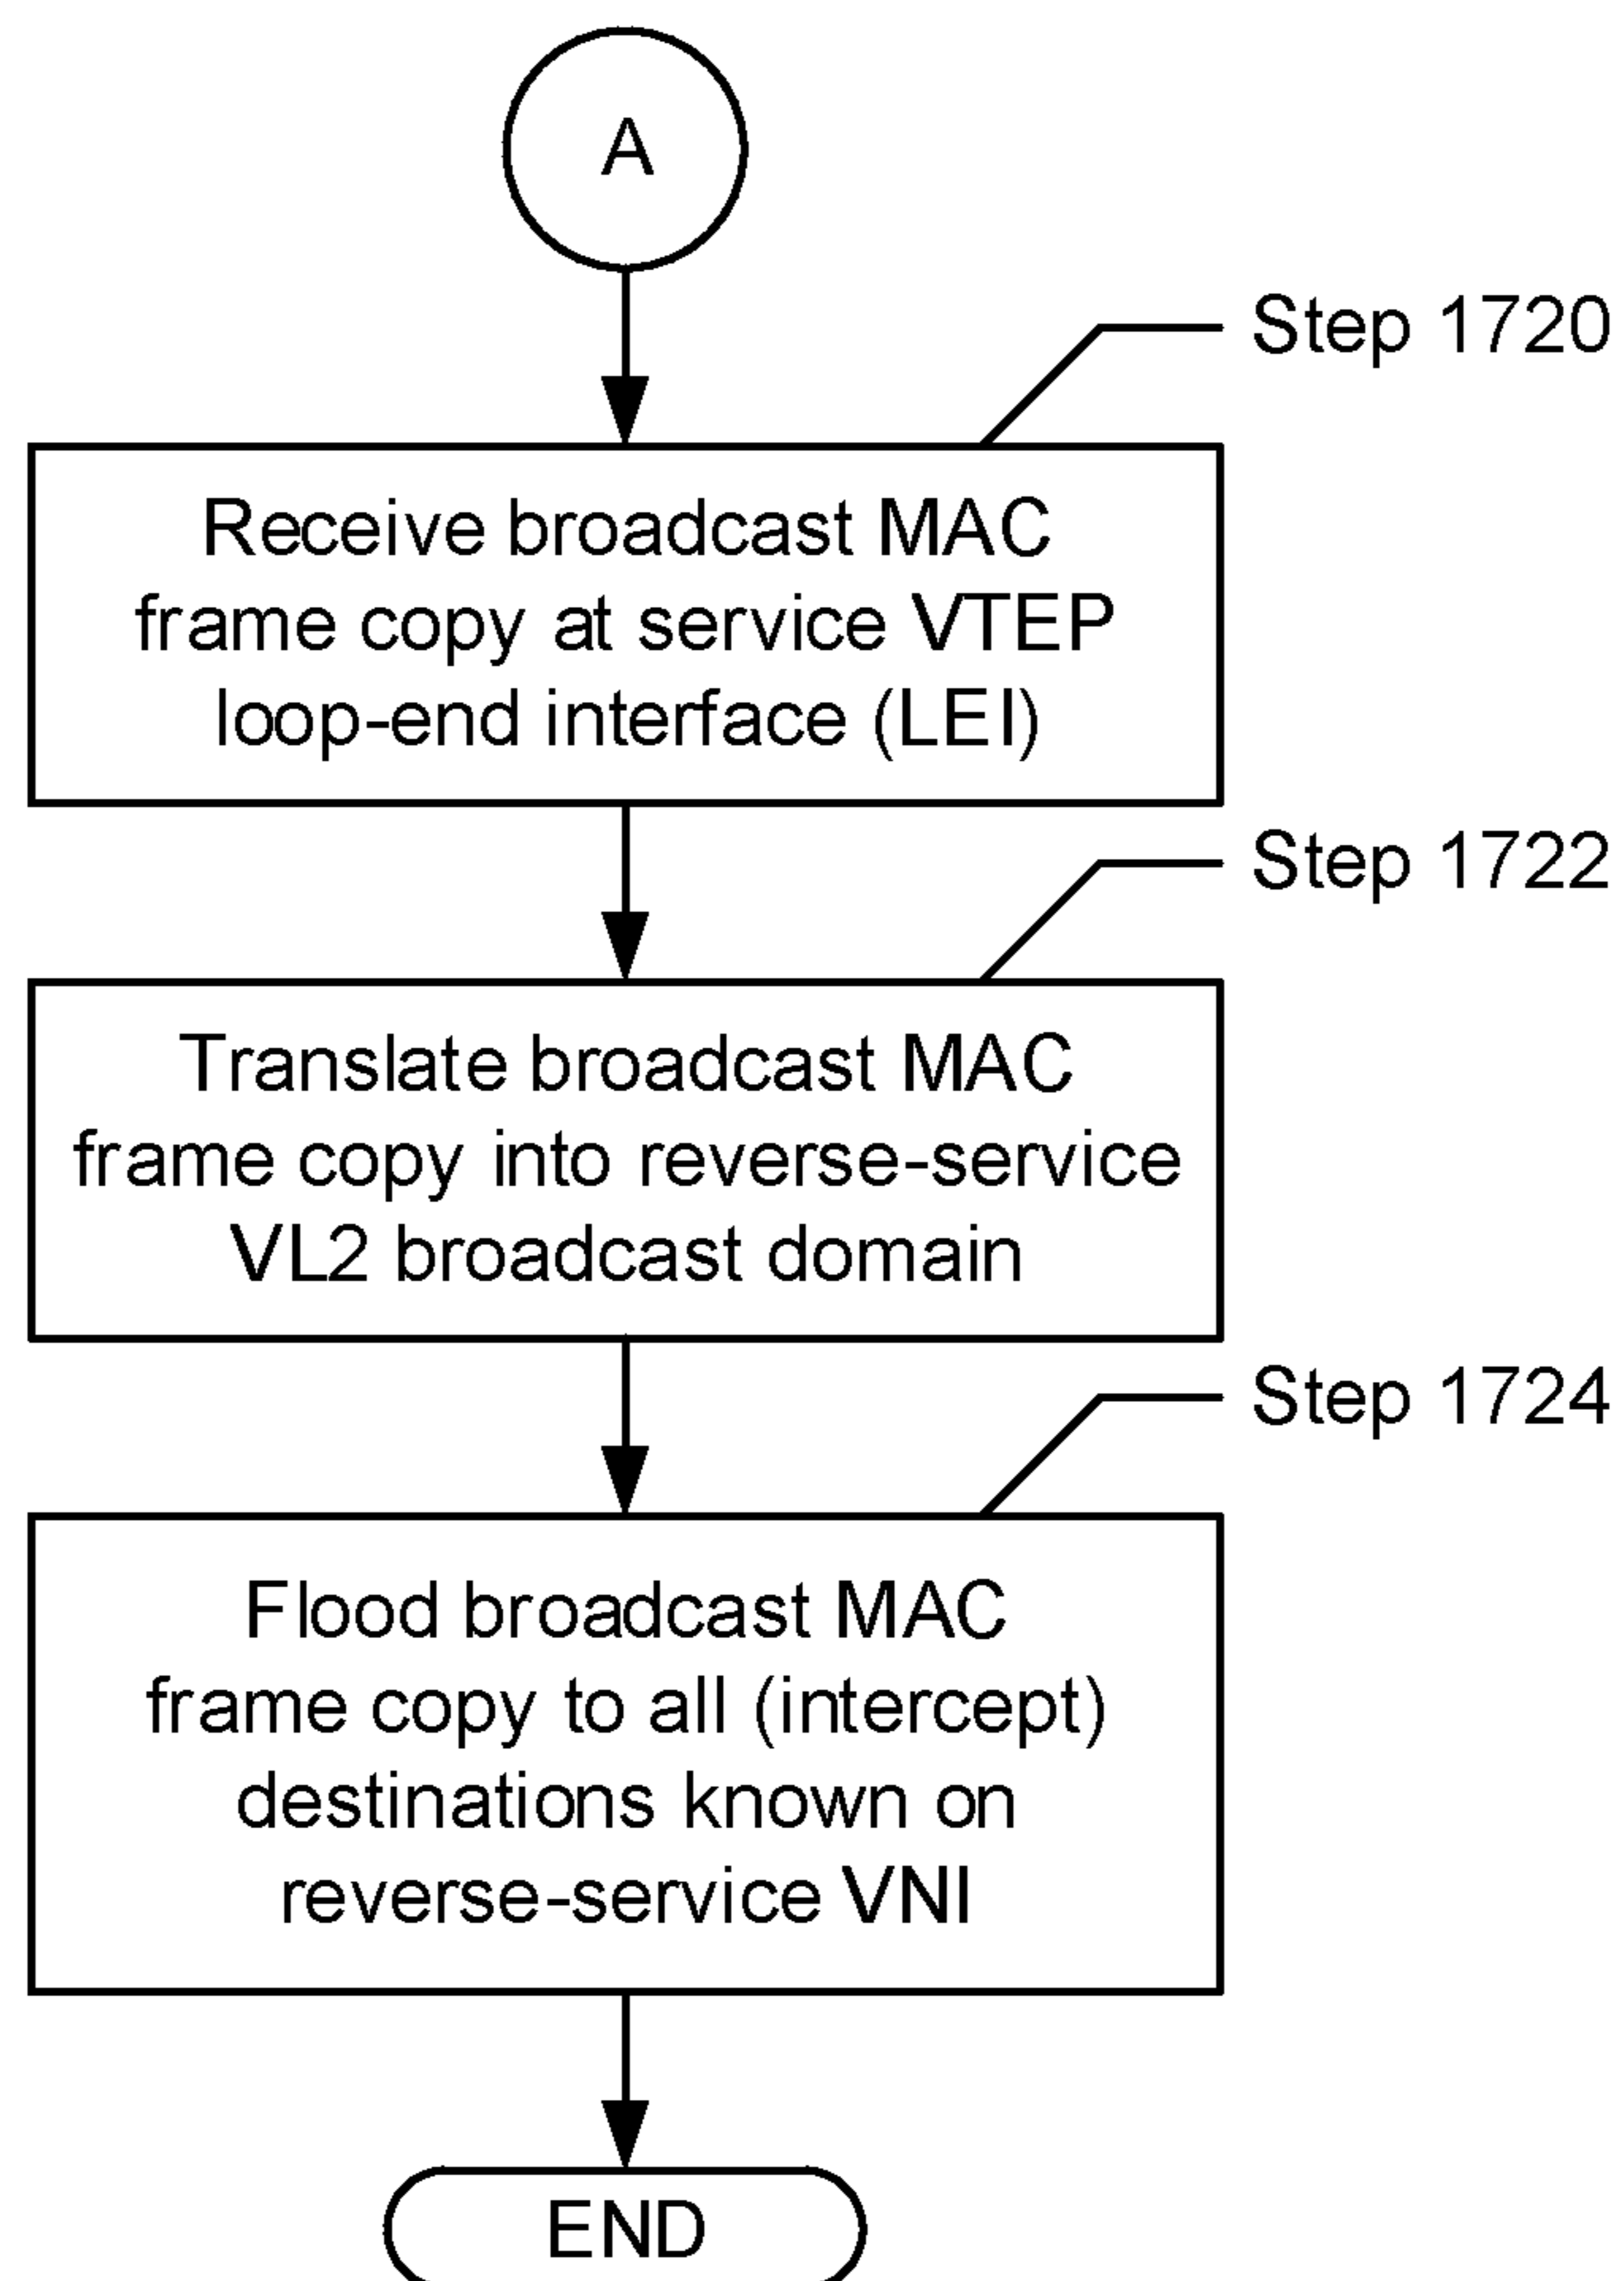 A
Step 1720
Receive broadcast MAC
frame copy at service VTEP
loop-end interface (LEI)
Step 1722
Translate broadcast MAC
frame copy into reverse-service
VL2 broadcast domain
Step 1724
Flood broadcast MAC
frame copy to all (intercept)
destinations known on
reverse-service VNI
END